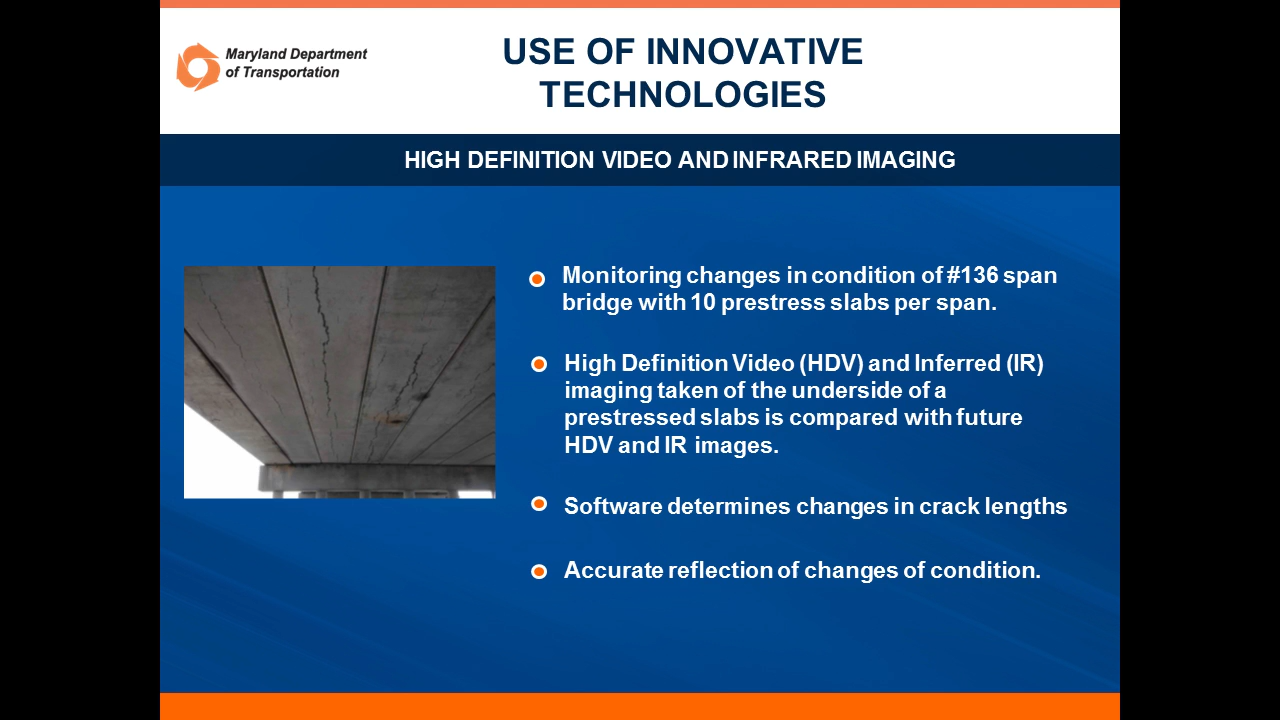 Maryland Department
of Transportation
USE OF INNOVATIVE
TECHNOLOGIES
HIGH DEFINITION VIDEO AND INFRARED IMAGING
Monitoring changes in condition of #136 span
bridge with 10 prestress slabs per span.
High Definition Video (HDV) and Inferred (IR)
imaging taken of the underside of a
prestressed slabs is compared with future
HDV and IR images.
Software determines changes in crack lengths
Accurate reflection of changes of condition.